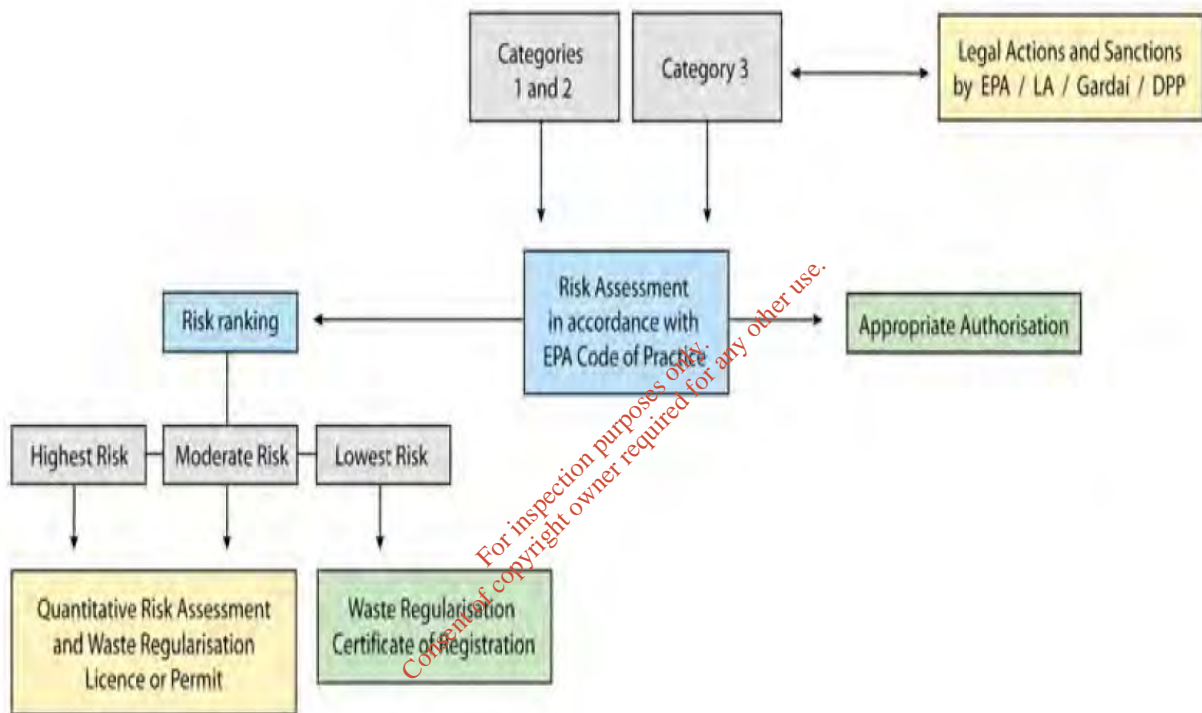 Categories
1 and 2
Category 3
Legal Actions and Sanctions
by EPA / LA / Gardaí / DPP
Risk Assessment
in accordance with
EPA Code of Practice
Risk ranking
Appropriate Authorisation
Highest Risk
Moderate Risk
Lowest Risk
Quantitative Risk Assessment
and Waste Regularisation
Licence or Permit
Waste Regularisation
Certificate of Registration
For inspection purposes only.
Consent of copyright owner required for any other use.